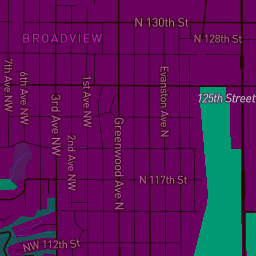 N 130th St
N 128th St
BROADVIEW
7th Ave NW
6th Ave NW
1st Ave NW
Evanston Ave N
3rd Ave NW
125th Street
Greenwood Ave N
2nd Ave NW
N 117th St
NW 112th St